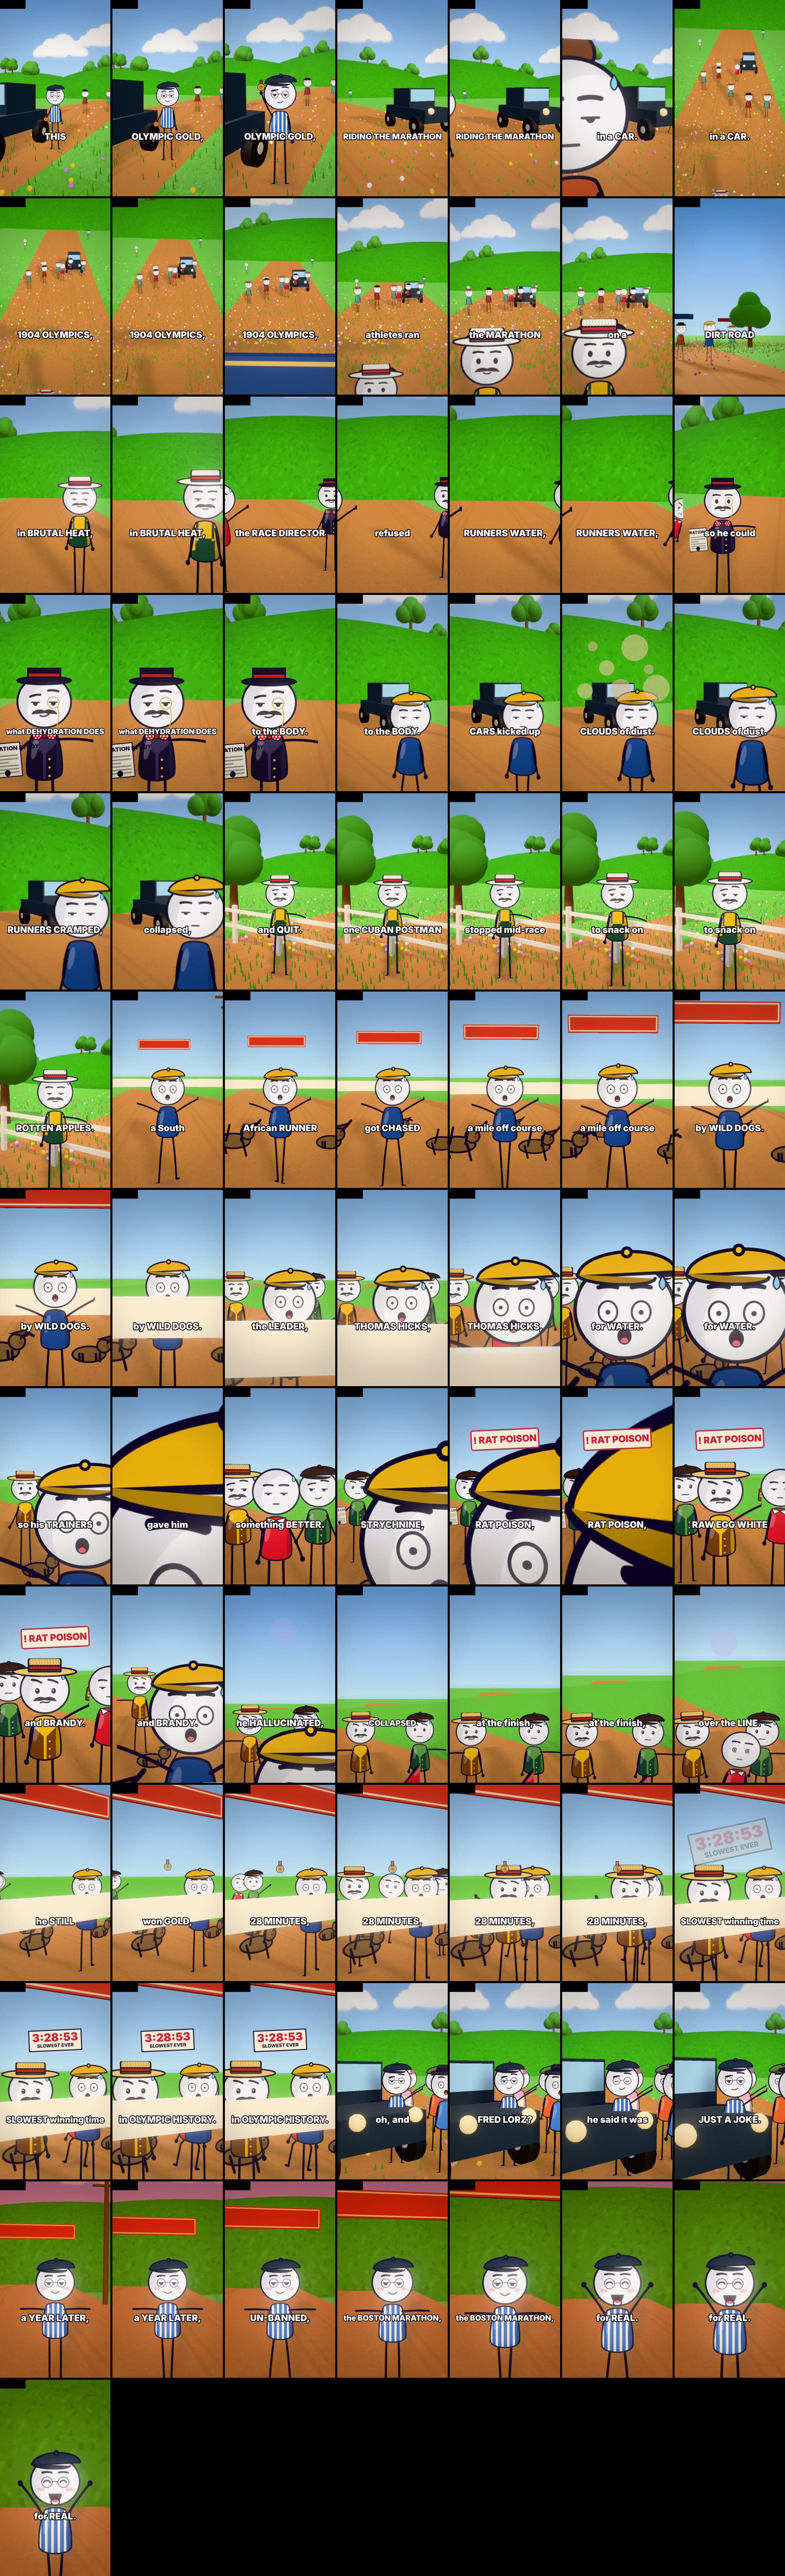 THIS
OLYMPIC GOLD,
OLYMPIC GOLD,
RIDING THE MARATHON
RIDING THE MARATHON
in a CAR.
in a CAR.
1904 OLYMPICS,
1904 OLYMPICS,
1904 OLYMPICS,
athletes ran
the MARATHON
on a
DIRT ROAD
in BRUTAL HEAT,
in BRUTAL HEAT,
the RACE DIRECTOR
refused
RUNNERS WATER,
RUNNERS WATER,
so he could
what DEHYDRATION DOES
what DEHYDRATION DOES
to the BODY.
to the BODY.
CARS kicked up
CLOUDS of dust.
CLOUDS of dust.
RUNNERS CRAMPED,
collapsed,
and QUIT.
one CUBAN POSTMAN
stopped mid-race
to snack on
to snack on
ROTTEN APPLES.
a South
African RUNNER
got CHASED
a mile off course
a mile off course
by WILD DOGS.
by WILD DOGS.
by WILD DOGS.
the LEADER,
THOMAS HICKS,
THOMAS HICKS,
for WATER.
for WATER.
so his TRAINERS
gave him
something BETTER.
STRYCHNINE,
! RAT POISON
RAT POISON,
! RAT POISON
RAT POISON,
! RAT POISON
RAW EGG WHITE
! RAT POISON
and BRANDY.
and BRANDY.
he HALLUCINATED,
COLLAPSED
at the finish,
at the finish,
over the LINE.
he STILL
won GOLD,
28 MINUTES,
28 MINUTES,
28 MINUTES,
28 MINUTES,
3:28:53
SLOWEST EVER
SLOWEST winning time
3:28:53
SLOWEST EVER
SLOWEST winning time
3:28:53
SLOWEST EVER
in OLYMPIC HISTORY.
3:28:53
SLOWEST EVER
in OLYMPIC HISTORY.
oh, and
FRED LORZ?
he said it was
JUST A JOKE.
a YEAR LATER,
a YEAR LATER,
UN-BANNED,
the BOSTON MARATHON,
the BOSTON MARATHON,
for REAL.
for REAL.
for REAL.